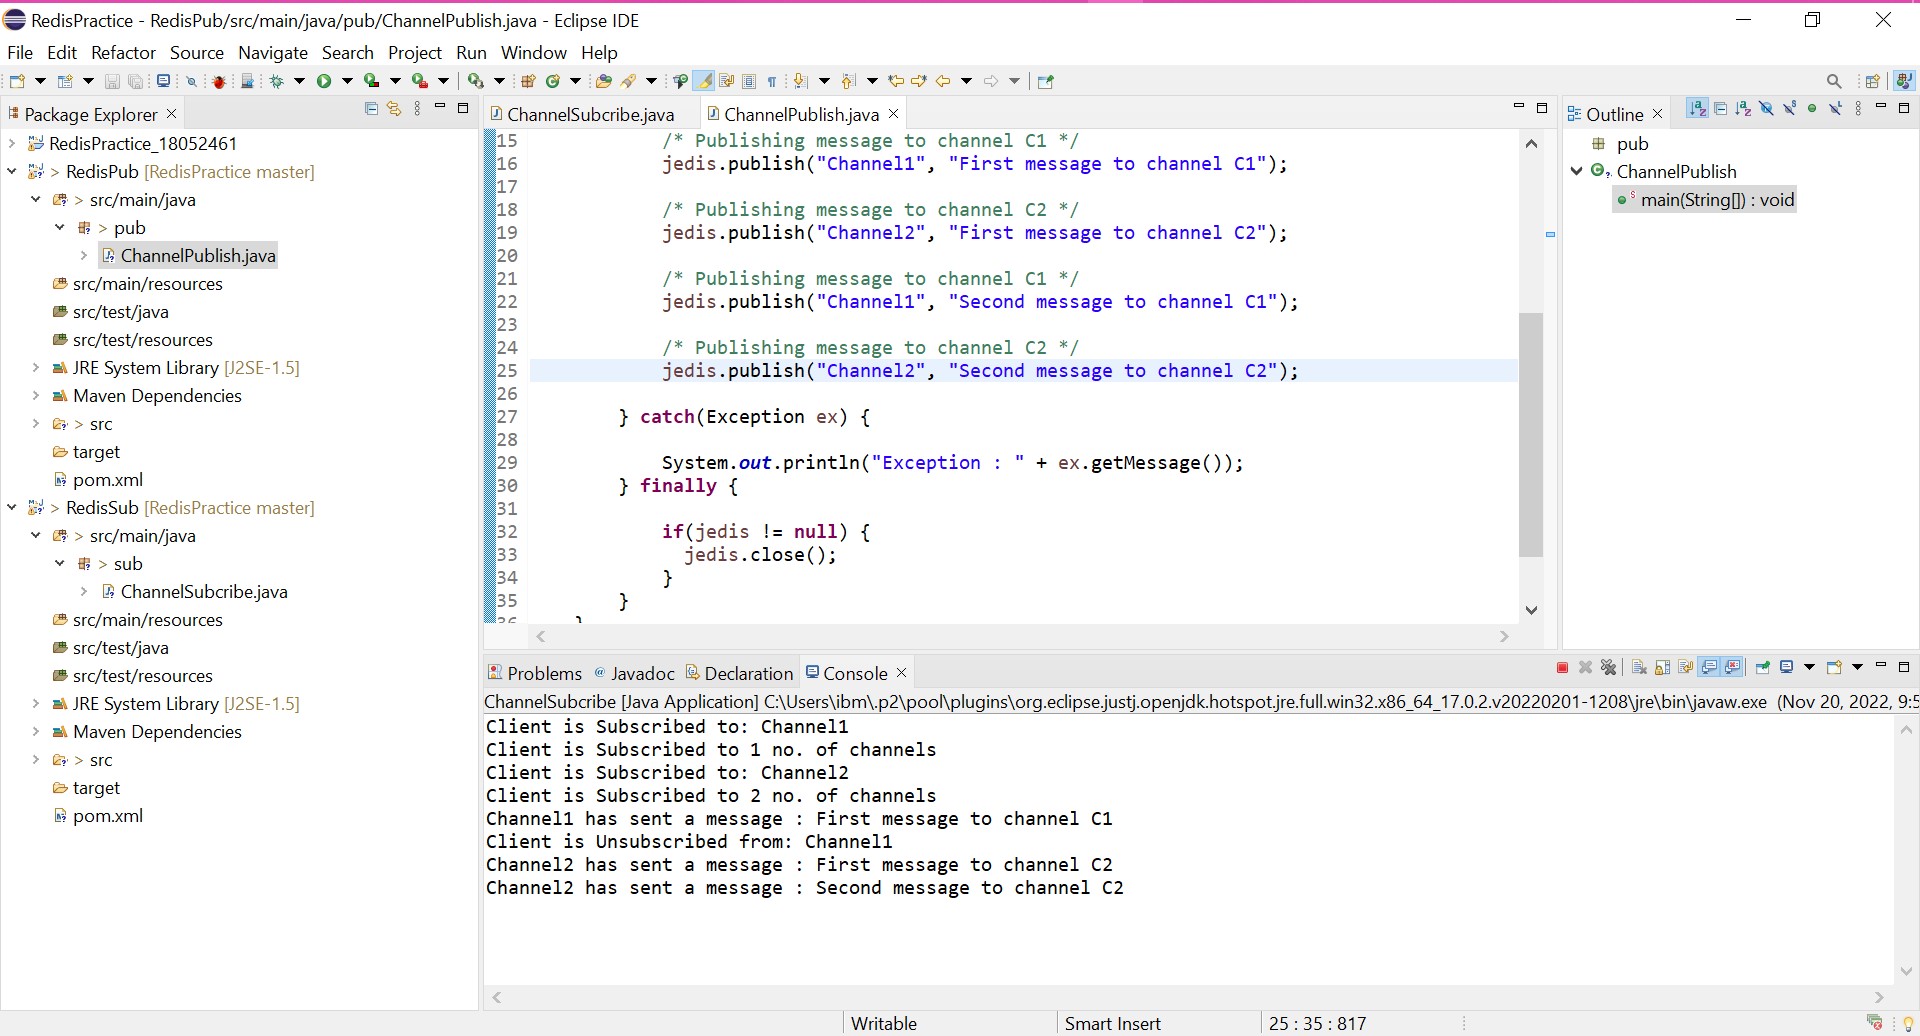 RedisPractice - RedisPub/src/main/java/pub/ChannelPublish.java - Eclipse IDE
File Edit Refactor Source Navigate Search Project Run Window Help
Package Explorer
RedisPractice_18052461
> RedisPub [RedisPractice master]
> src/main/java
> pub
ChannelPublish.java
src/main/resources
src/test/java
src/test/resources
JRE System Library [J2SE-1.5]
Maven Dependencies
> src
target
pom.xml
> RedisSub [RedisPractice master]
> src/main/java
> sub
ChannelSubcribe.java
src/main/resources
src/test/java
src/test/resources
JRE System Library [J2SE-1.5]
Maven Dependencies
> src
target
pom.xml
ChannelSubcribe.java ChannelPublish.java
15 /* Publishing message to channel C1 */
16 jedis.publish("Channel1", "First message to channel C1");
17
18 /* Publishing message to channel C2 */
19 jedis.publish("Channel2", "First message to channel C2");
20
21 /* Publishing message to channel C1 */
22 jedis.publish("Channel1", "Second message to channel C1");
23
24 /* Publishing message to channel C2 */
25 jedis.publish("Channel2", "Second message to channel C2");
26
27 } catch(Exception ex) {
28
29 System.out.println("Exception : " + ex.getMessage());
30 } finally {
31
32 if(jedis != null) {
33 jedis.close();
34 }
35 }
36 }
Outline
pub
ChannelPublish
main(String[]) : void
Problems Javadoc Declaration Console
ChannelSubcribe [Java Application] C:\Users\ibm\.p2\pool\plugins\org.eclipse.justj.openjdk.hotspot.jre.full.win32.x86_64_17.0.2.v20220201-1208\jre\bin\javaw.exe (Nov 20, 2022, 9:5
Client is Subscribed to: Channel1
Client is Subscribed to 1 no. of channels
Client is Subscribed to: Channel2
Client is Subscribed to 2 no. of channels
Channel1 has sent a message : First message to channel C1
Client is Unsubscribed from: Channel1
Channel2 has sent a message : First message to channel C2
Channel2 has sent a message : Second message to channel C2
Writable Smart Insert 25 : 35 : 817